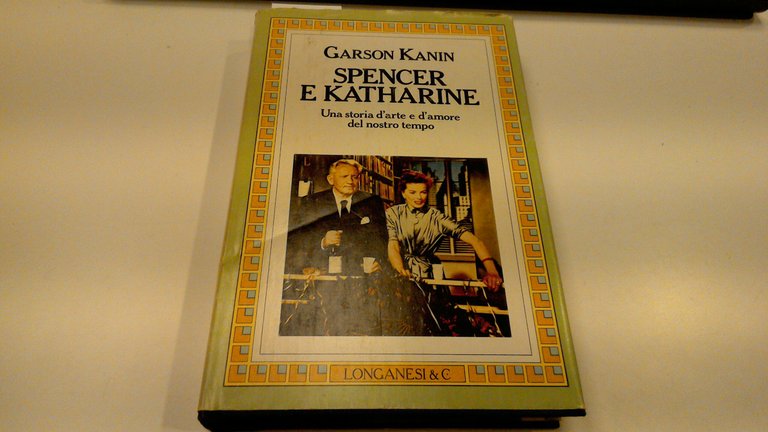 GARSON KANIN
SPENCER
E KATHARINE
Una storia d'arte e d'amore
del nostro tempo
LONGANESI & C